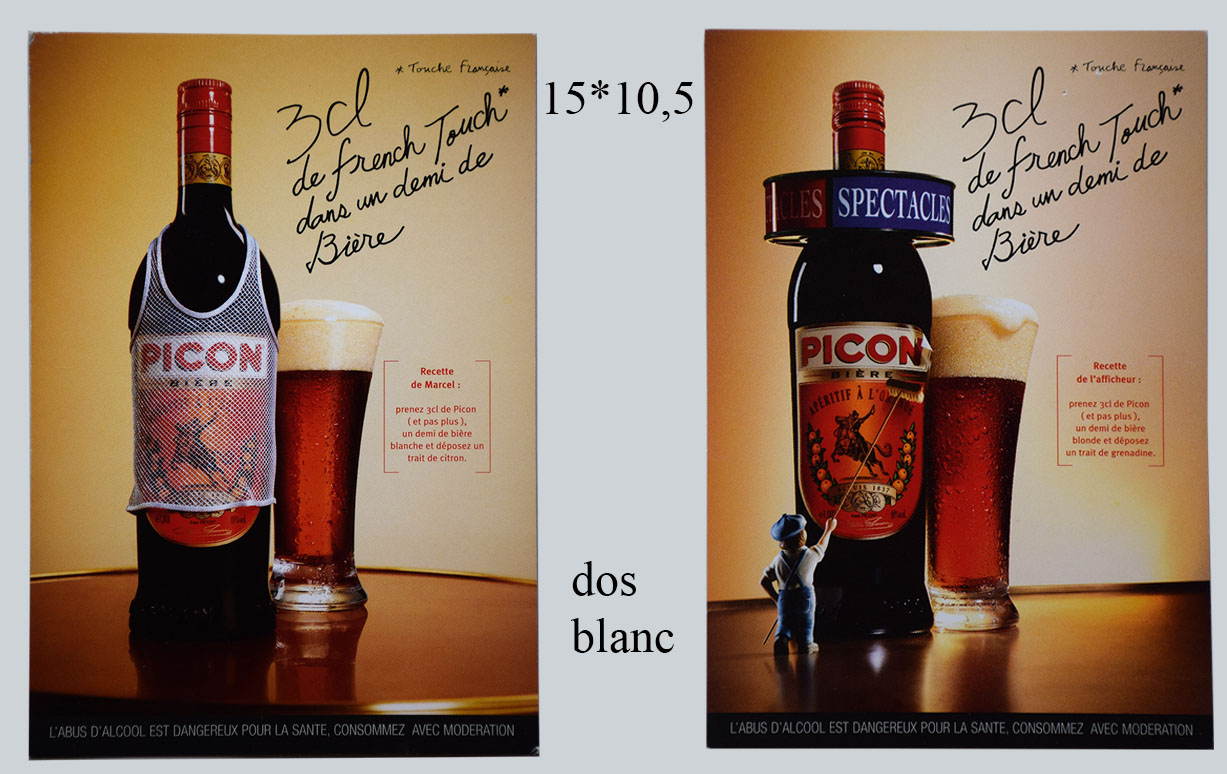 * Touche Française
3cl
de french Touch*
dans un demi de
Bière
PICON
BIÈRE
Recette
de Marcel :
prenez 3cl de Picon
( et pas plus ),
un demi de bière
blanche et déposez un
trait de citron.
L'ABUS D'ALCOOL EST DANGEREUX POUR LA SANTE, CONSOMMEZ AVEC MODERATION
15*10,5
dos
blanc
* Touche Française
3cl
de french Touch*
dans un demi de
Bière
TACLES SPECTACLES
PICON
BIÈRE
APÉRITIF À L'O
DEPUIS 1837
Recette
de l'afficheur :
prenez 3cl de Picon
( et pas plus ),
un demi de bière
blonde et déposez
un trait de grenadine.
L'ABUS D'ALCOOL EST DANGEREUX POUR LA SANTE, CONSOMMEZ AVEC MODERATION